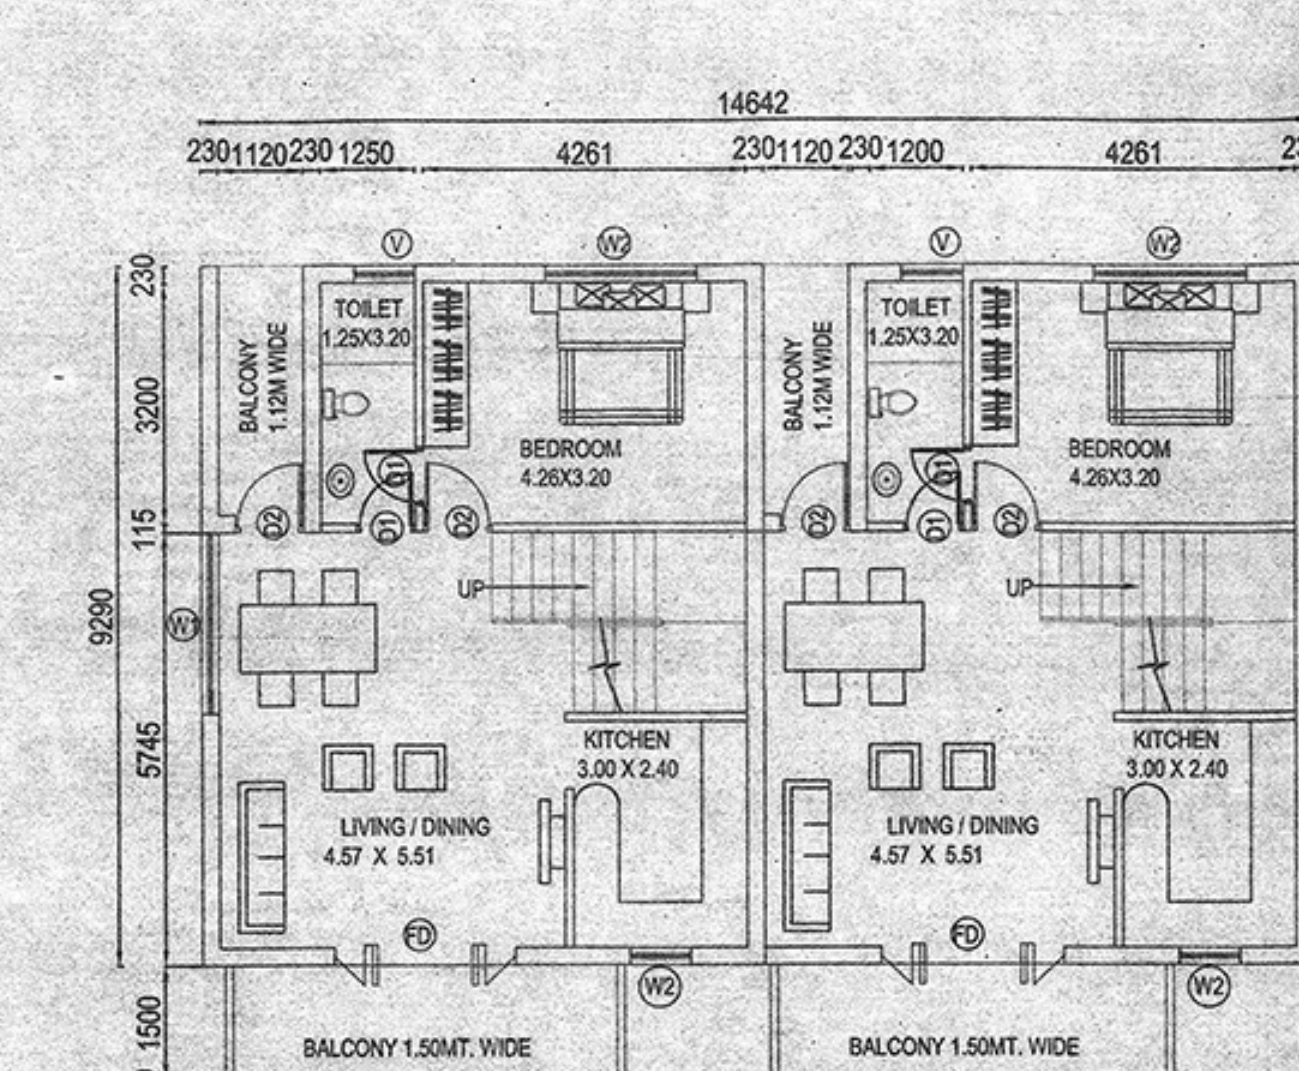 14642
230 1120 230 1250 4261 230 1120 230 1200 4261
V W2 V W2
230
TOILET
1.25X3.20
TOILET
1.25X3.20
BALCONY
1.12M WIDE
BALCONY
1.12M WIDE
3200
BEDROOM
4.26X3.20
BEDROOM
4.26X3.20
D1 D1
115
D2 D1 D2 D2 D1 D2
UP UP
9290
W1
5745
KITCHEN
3.00 X 2.40
KITCHEN
3.00 X 2.40
LIVING / DINING
4.57 X 5.51
LIVING / DINING
4.57 X 5.51
FD FD
W2 W2
1500
BALCONY 1.50MT. WIDE
BALCONY 1.50MT. WIDE